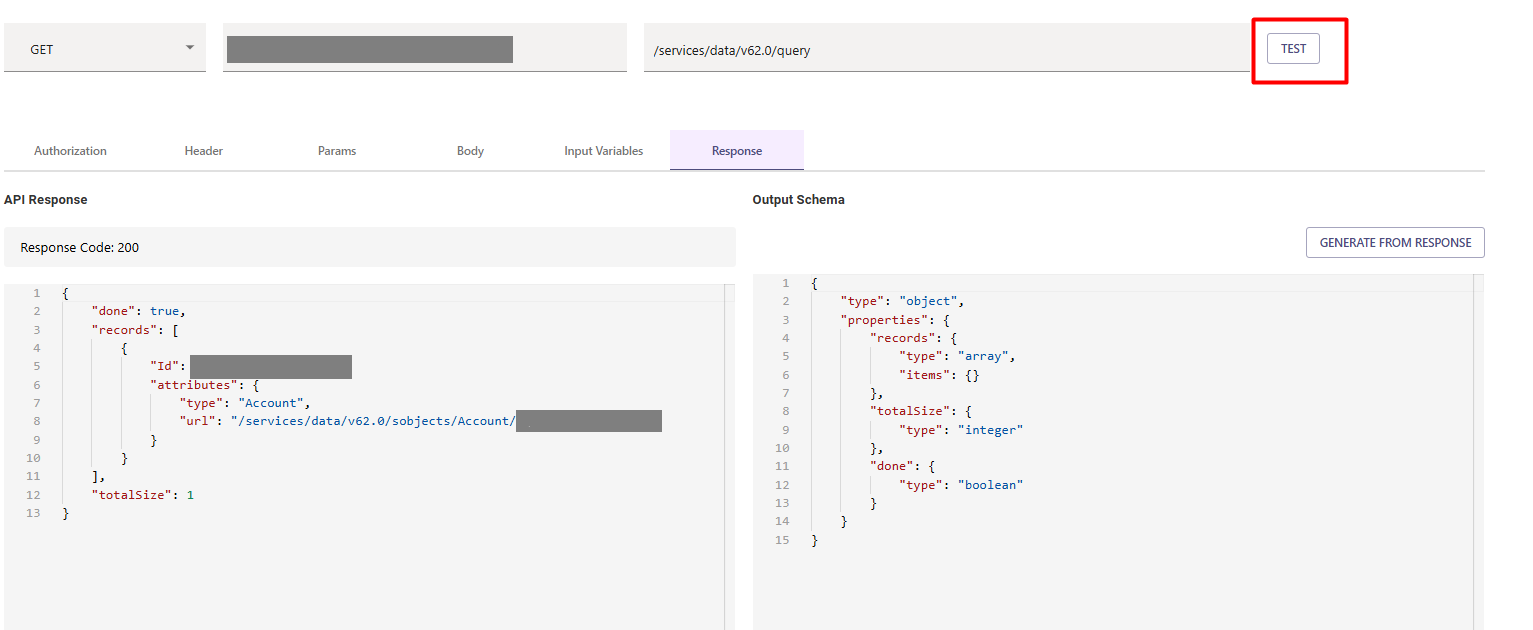 GET
/services/data/v62.0/query
TEST
Authorization
Header
Params
Body
Input Variables
Response
API Response
Response Code: 200
1 {
2 "done": true,
3 "records": [
4 {
5 "Id":
6 "attributes": {
7 "type": "Account",
8 "url": "/services/data/v62.0/sobjects/Account/
9 }
10 }
11 ],
12 "totalSize": 1
13 }
Output Schema
GENERATE FROM RESPONSE
1 {
2 "type": "object",
3 "properties": {
4 "records": {
5 "type": "array",
6 "items": {}
7 },
8 "totalSize": {
9 "type": "integer"
10 },
11 "done": {
12 "type": "boolean"
13 }
14 }
15 }